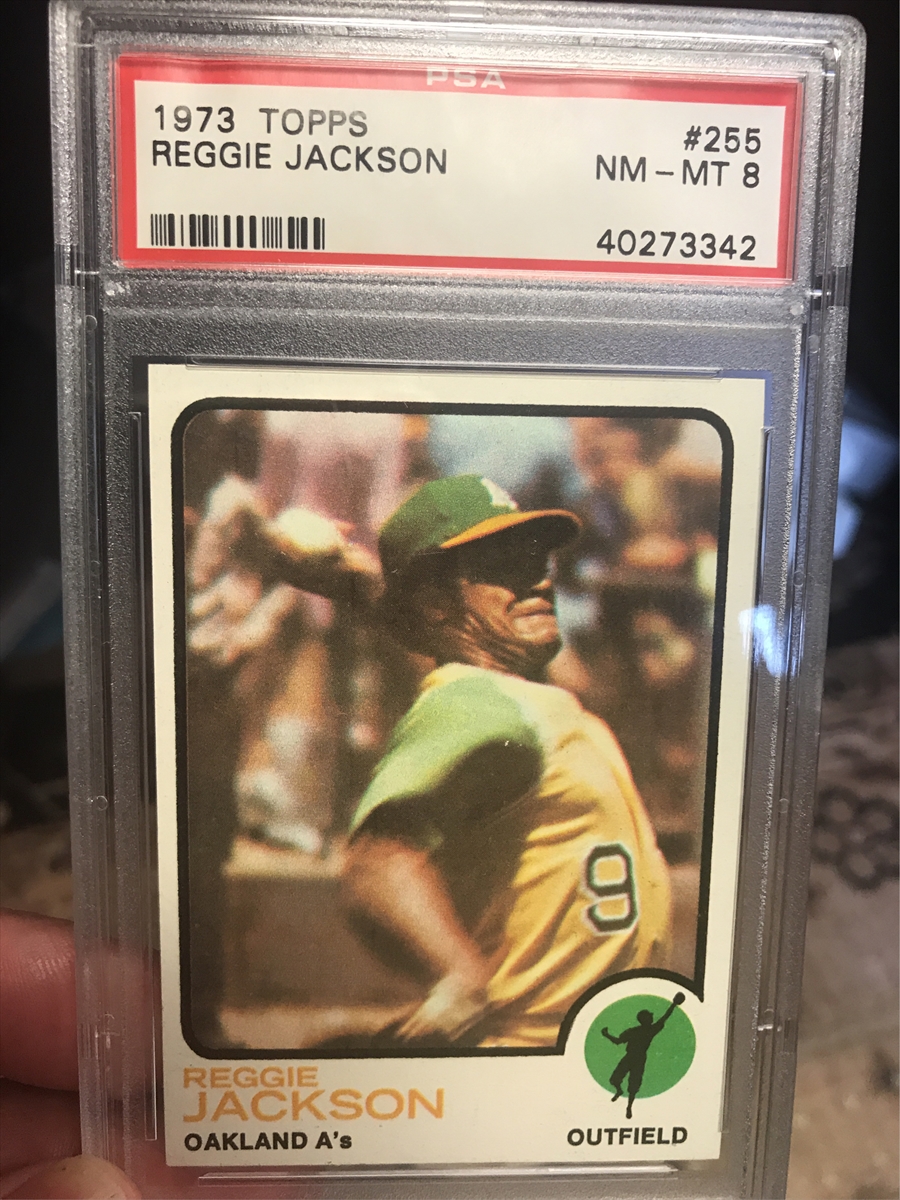 PSA
1973 TOPPS #255
REGGIE JACKSON NM-MT 8
40273342
9
REGGIE
JACKSON
OAKLAND A's OUTFIELD